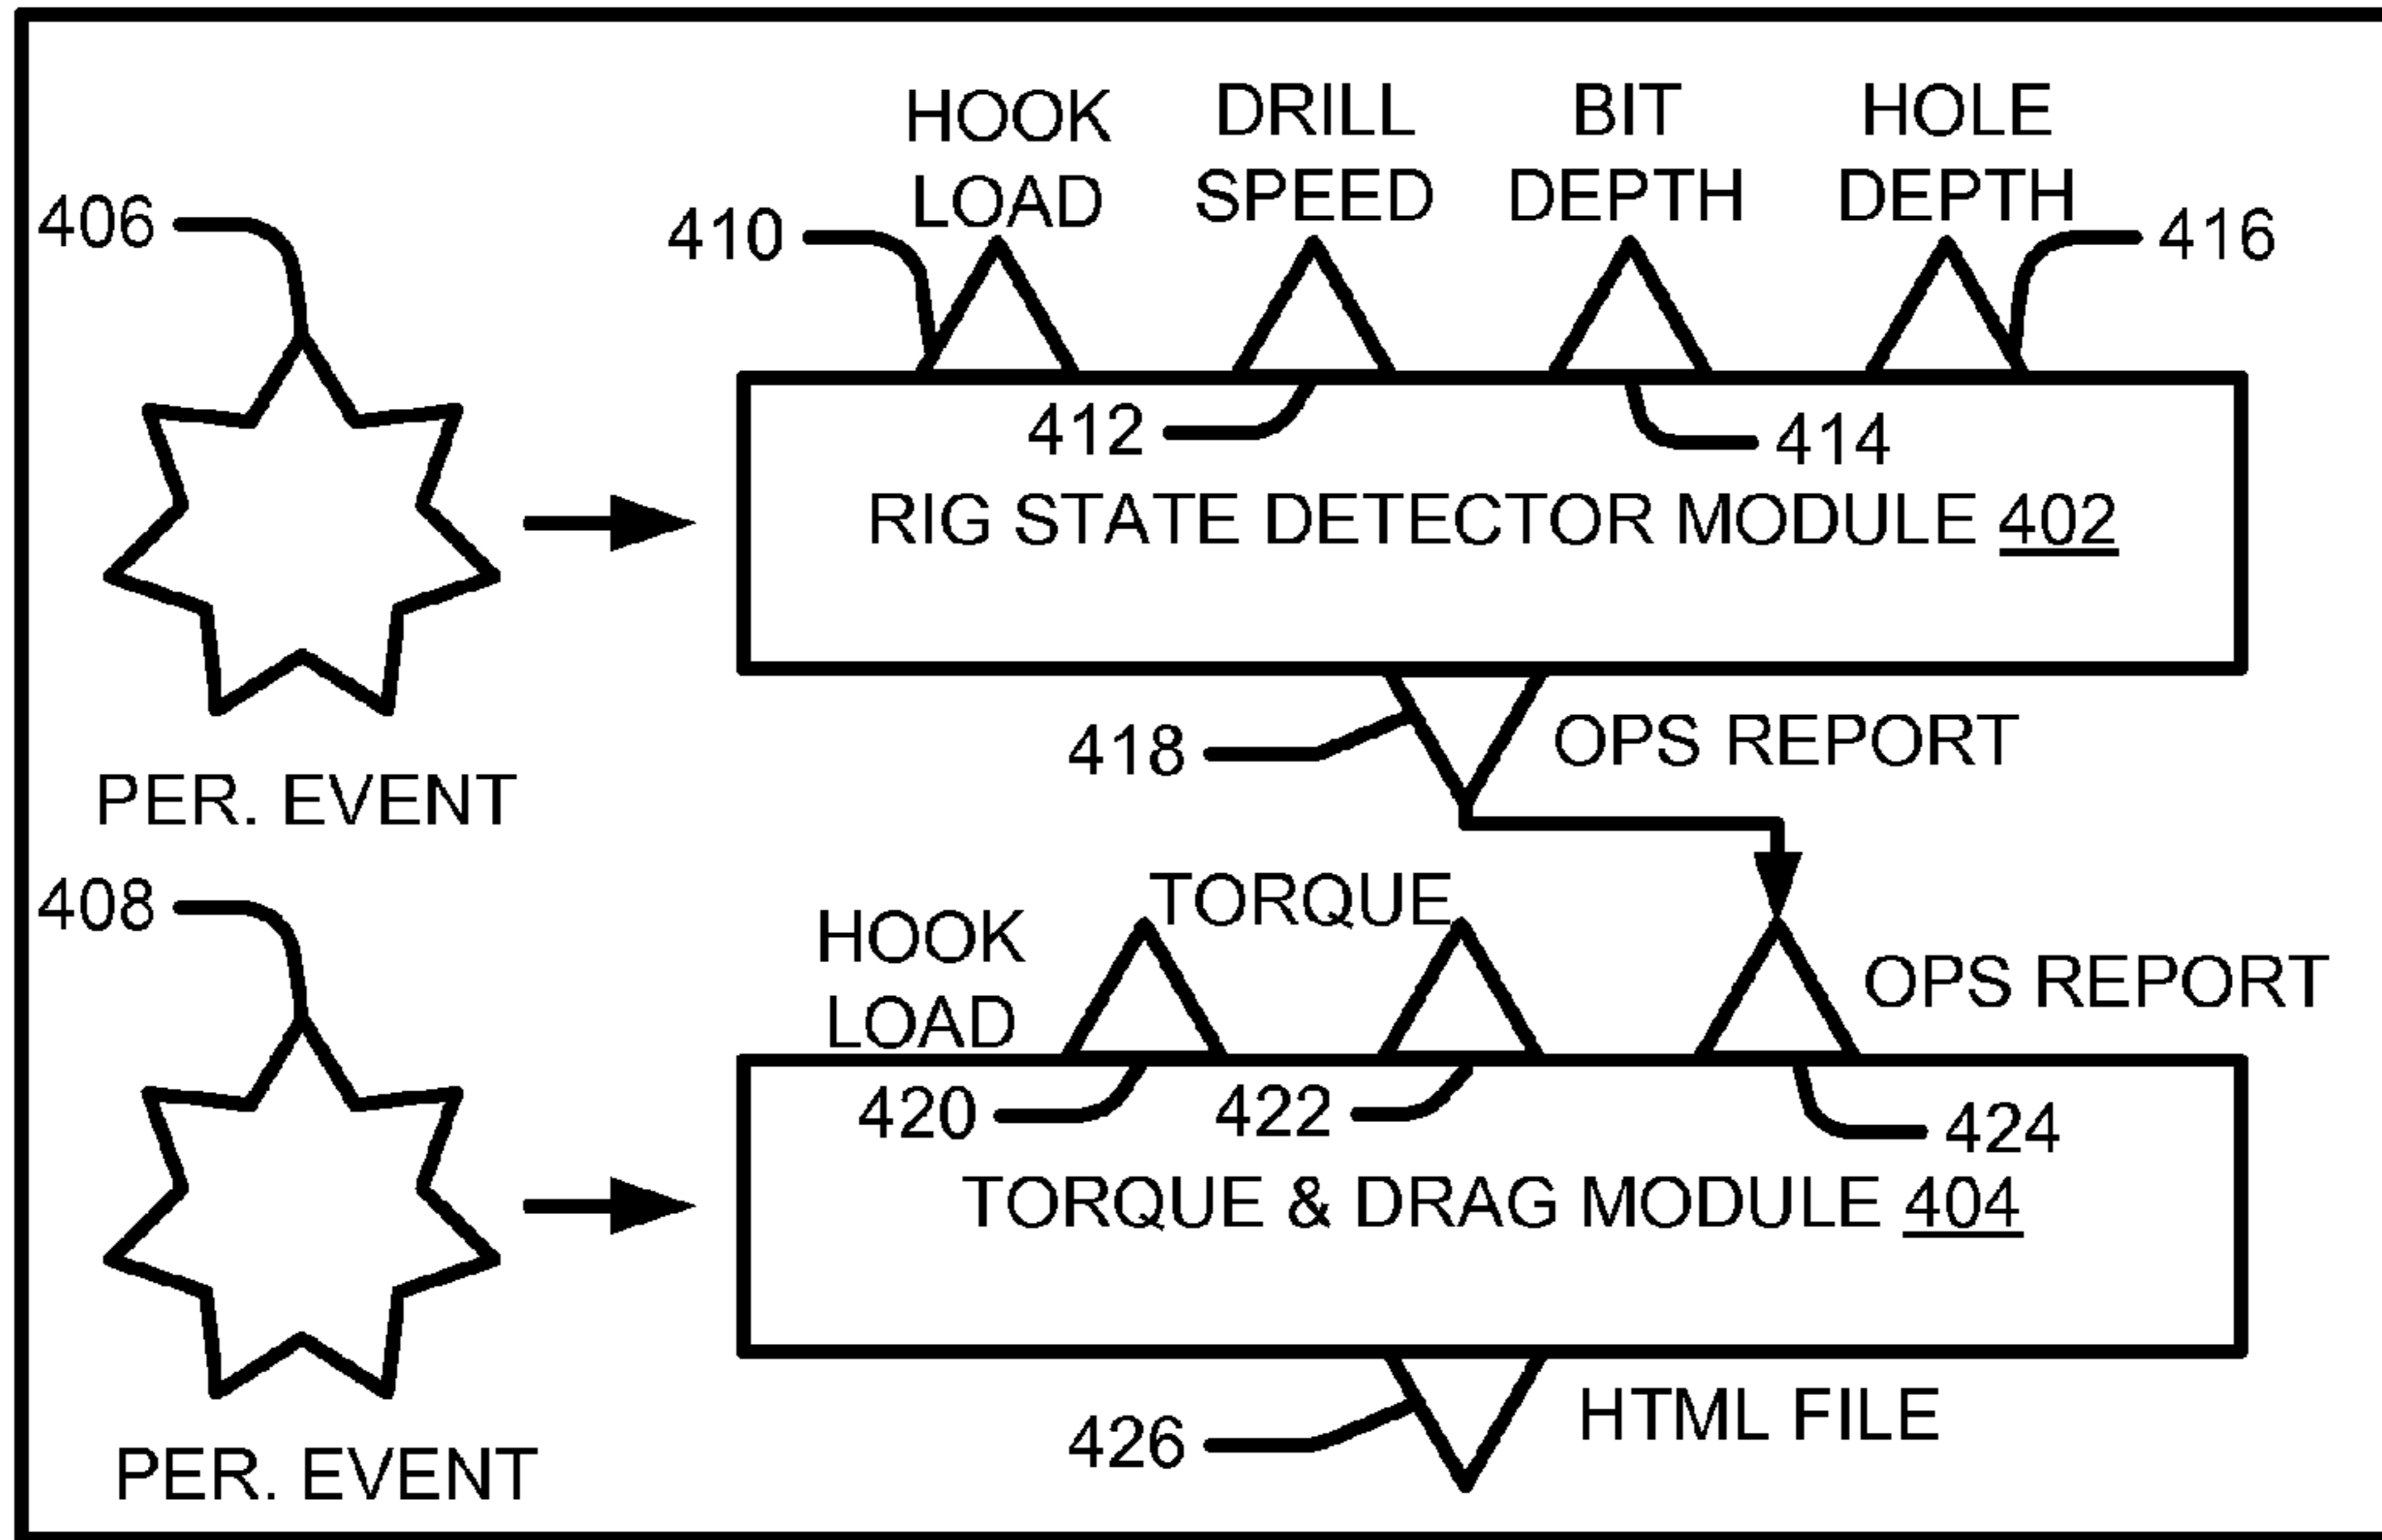 HOOK LOAD
DRILL SPEED
BIT DEPTH
HOLE DEPTH
406
410
416
412
414
RIG STATE DETECTOR MODULE 402
418
OPS REPORT
PER. EVENT
408
HOOK LOAD
TORQUE
OPS REPORT
420
422
424
TORQUE & DRAG MODULE 404
426
HTML FILE
PER. EVENT